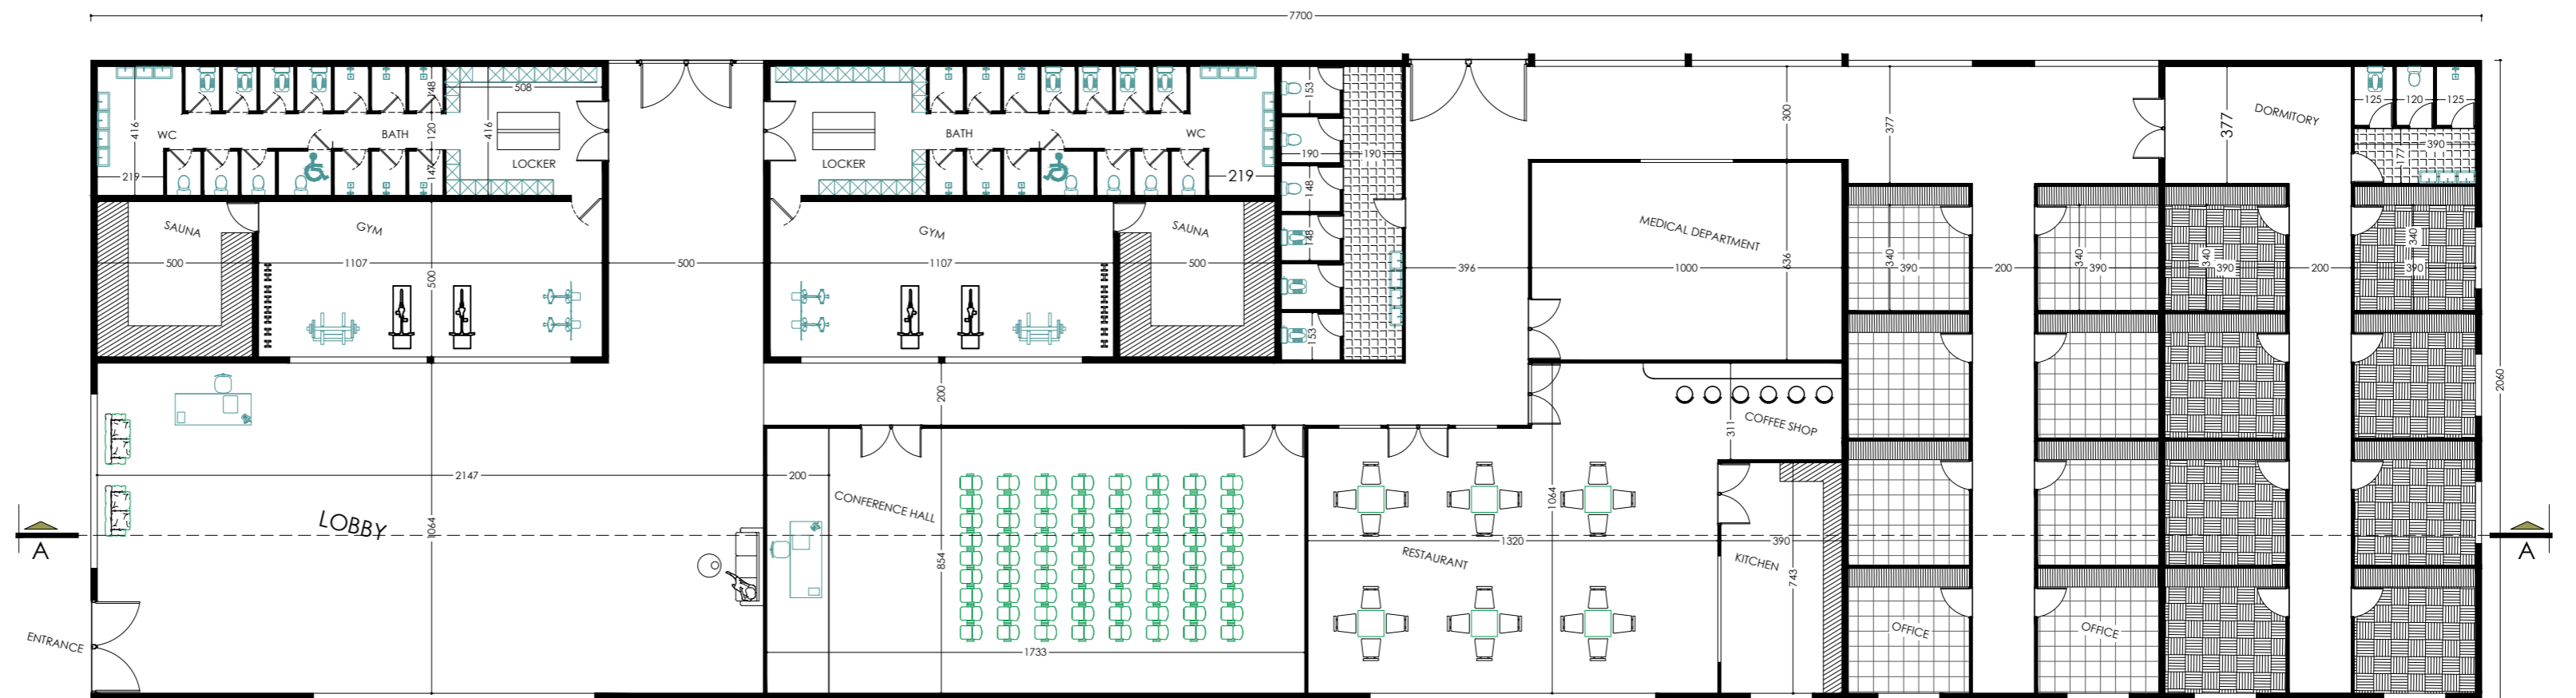 7700
148
508
153
300
377
377
DORMITORY
125
120
125
416
WC
BATH
120
416
LOCKER
LOCKER
BATH
WC
190
190
177
390
219
147
219
148
SAUNA
GYM
GYM
SAUNA
148
MEDICAL DEPARTMENT
340
340
340
340
500
1107
500
500
1107
500
396
1000
636
390
200
390
390
200
390
153
200
2060
311
COFFEE SHOP
2147
200
CONFERENCE HALL
LOBBY
1064
854
1064
RESTAURANT
1320
390
KITCHEN
743
A
A
ENTRANCE
1733
OFFICE
OFFICE